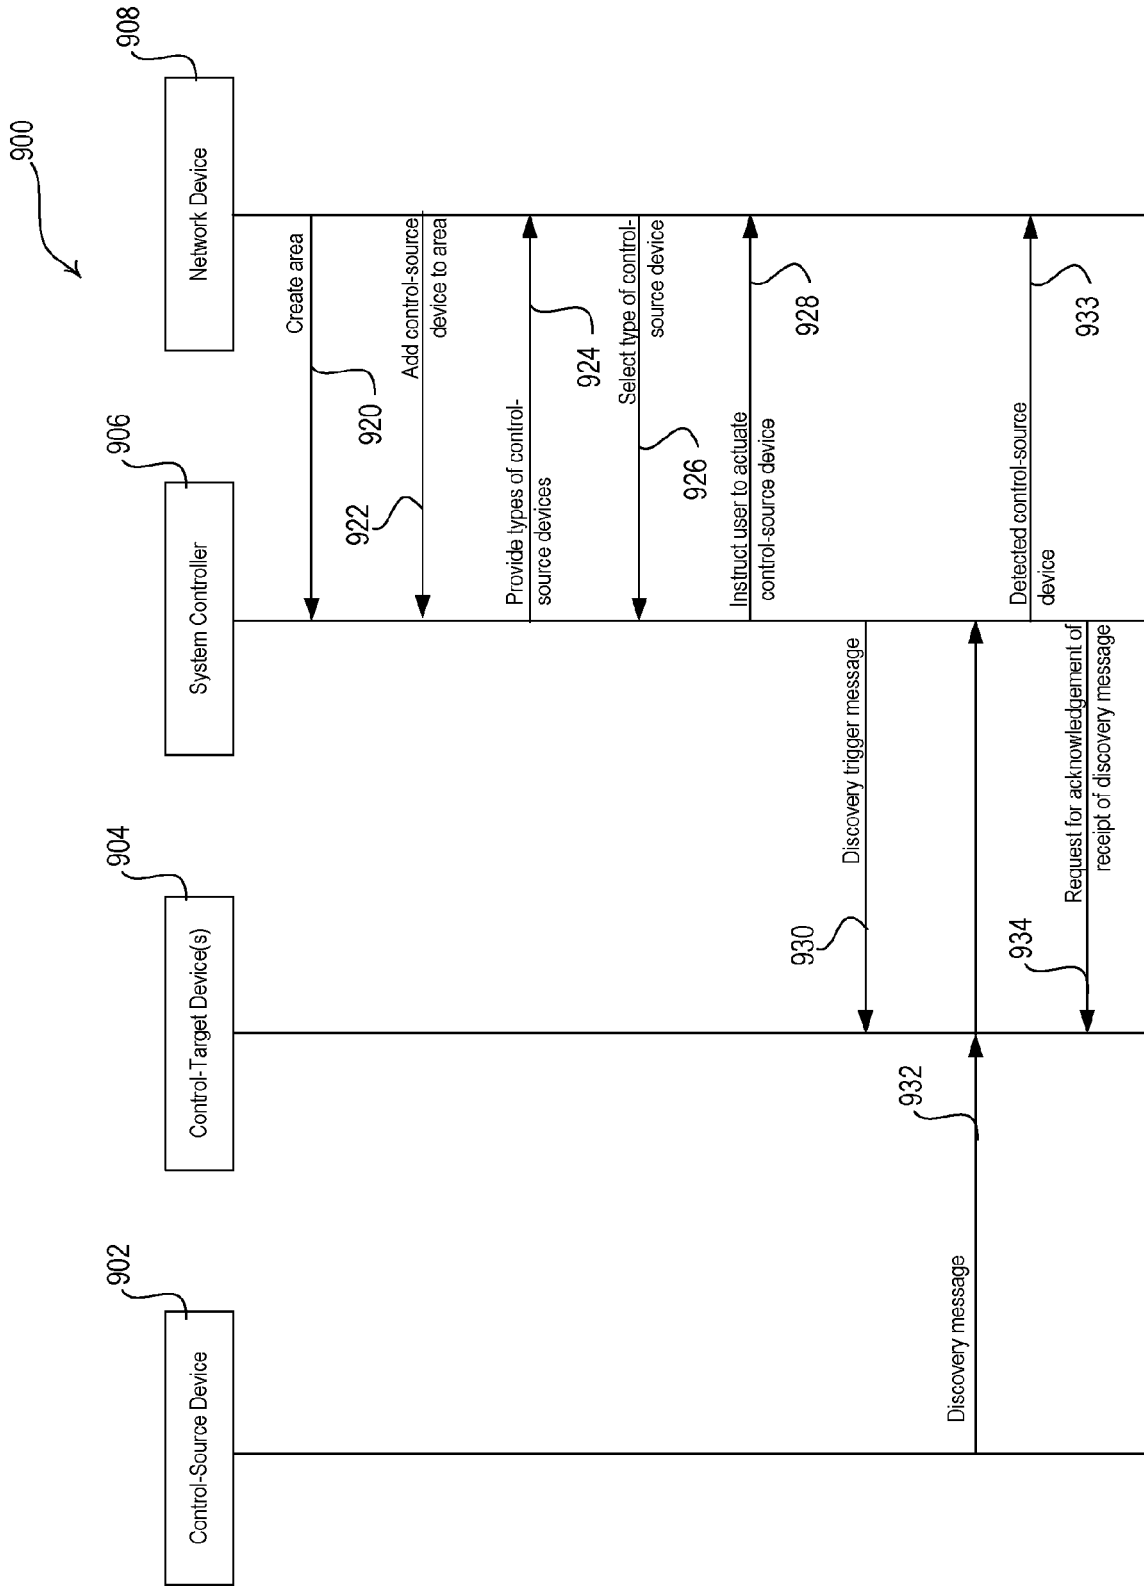 900
902
904
906
908
Control-Source Device
Control-Target Device(s)
System Controller
Network Device
Create area
920
Add control-source
device to area
922
Provide types of control-
source devices
924
Select type of control-
source device
926
Instruct user to actuate
control-source device
928
Discovery trigger message
930
Discovery message
932
Detected control-source
device
933
Request for acknowledgement of
receipt of discovery message
934